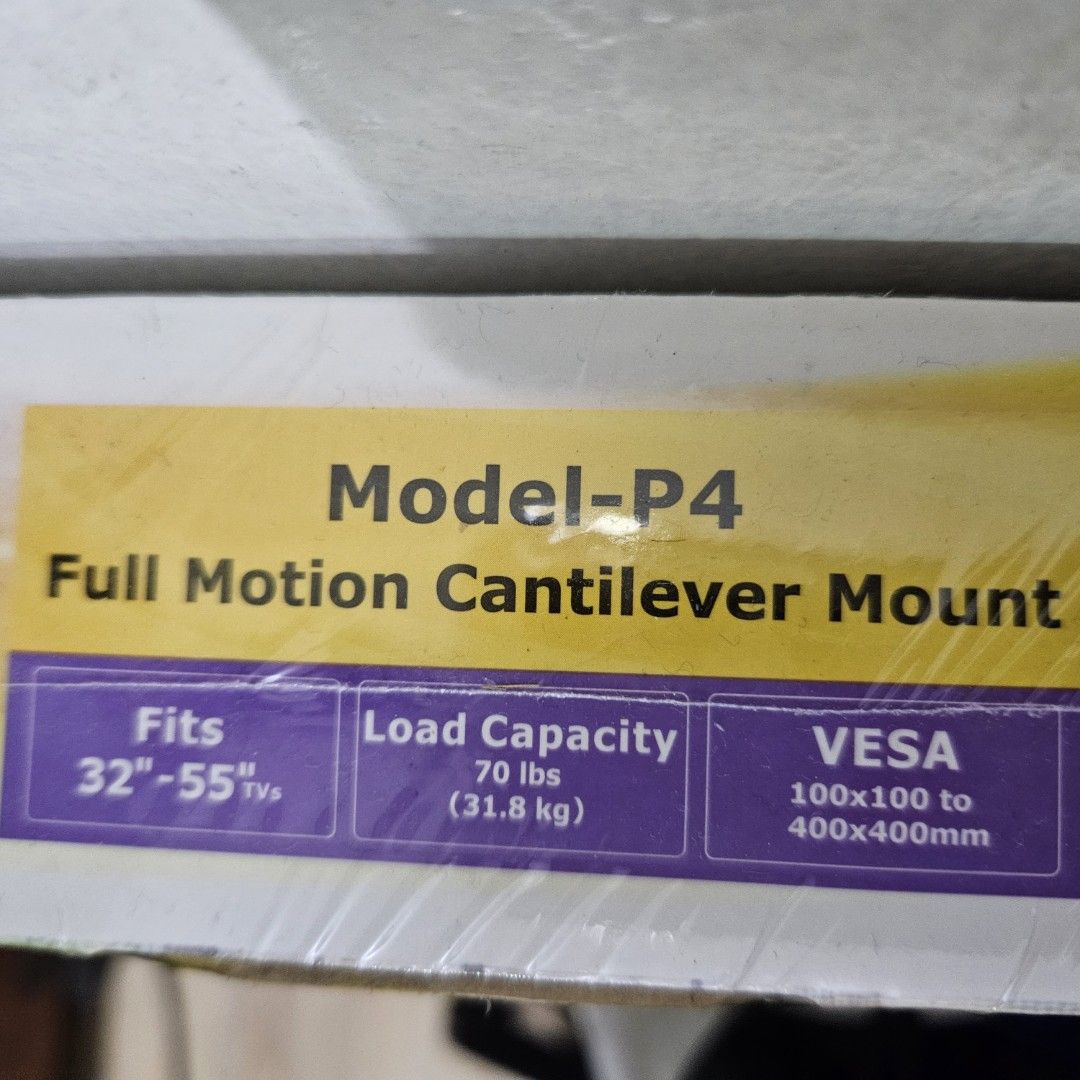 Model-P4
Full Motion Cantilever Mount
Fits
32"-55" TVs
Load Capacity
70 lbs
(31.8 kg)
VESA
100x100 to
400x400mm